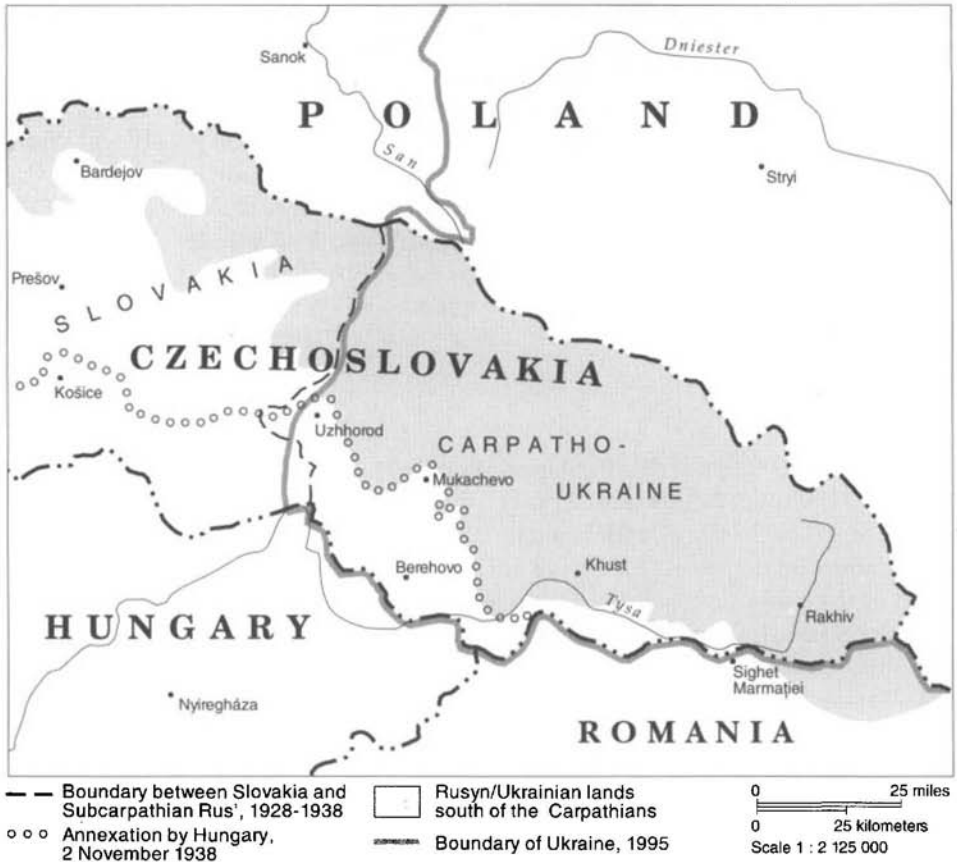 Sanok
Dniester
POLAND
San
Stryi
Bardejov
Prešov
SLOVAKIA
CZECHOSLOVAKIA
Košice
Uzhhorod
CARPATHO-
UKRAINE
Mukachevo
Berehovo
Khust
Tysa
Rakhiv
HUNGARY
Sighet
Marmaţiei
Nyiregháza
ROMANIA
Boundary between Slovakia and
Subcarpathian Rus', 1928-1938
Annexation by Hungary,
2 November 1938
Rusyn/Ukrainian lands
south of the Carpathians
Boundary of Ukraine, 1995
0 25 miles
0 25 kilometers
Scale 1 : 2 125 000